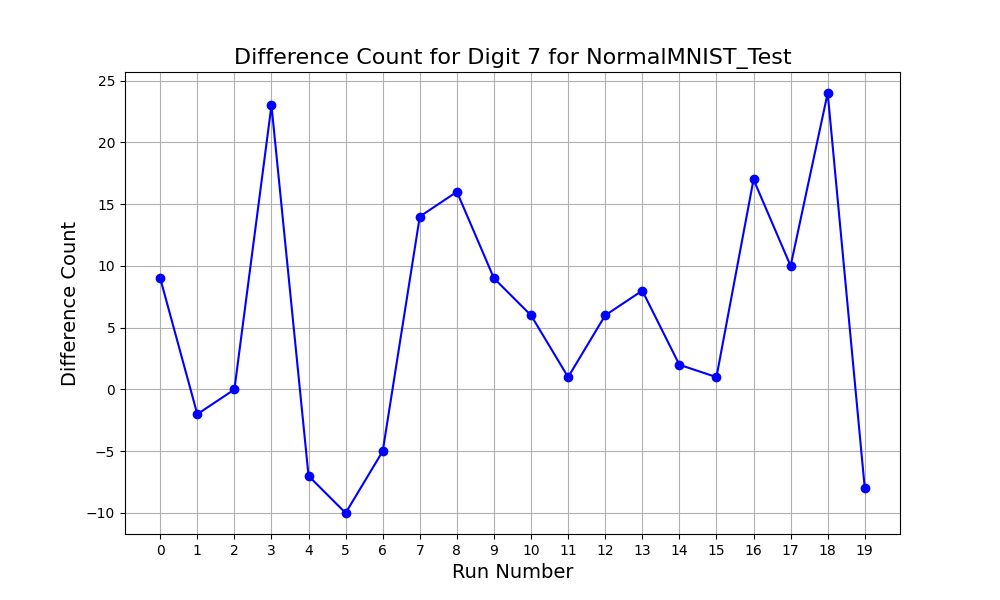 Difference Count for Digit 7 for NormalMNIST_Test
Difference Count
25
20
15
10
5
0
−5
−10
0 1 2 3 4 5 6 7 8 9 10 11 12 13 14 15 16 17 18 19
Run Number